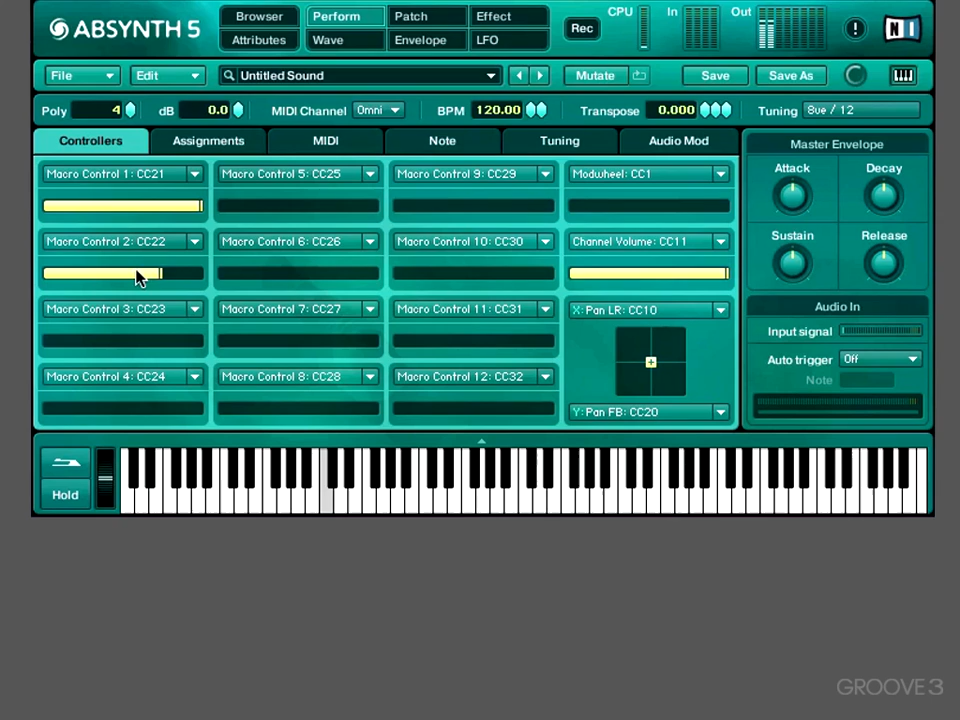 ABSYNTH 5
Browser Perform Patch Effect
Attributes Wave Envelope LFO
Rec CPU In Out ! NI
File Edit Untitled Sound Mutate Save Save As
Poly 4 dB 0.0 MIDI Channel Omni BPM 120.00 Transpose 0.000 Tuning 8ve / 12
Controllers Assignments MIDI Note Tuning Audio Mod
Macro Control 1: CC21 Macro Control 5: CC25 Macro Control 9: CC29 Modwheel: CC1
Macro Control 2: CC22 Macro Control 6: CC26 Macro Control 10: CC30 Channel Volume: CC11
Macro Control 3: CC23 Macro Control 7: CC27 Macro Control 11: CC31 X: Pan LR: CC10
Macro Control 4: CC24 Macro Control 8: CC28 Macro Control 12: CC32
Y: Pan FB: CC20
Master Envelope
Attack Decay
Sustain Release
Audio In
Input signal
Auto trigger Off
Note
Hold
GROOVE3